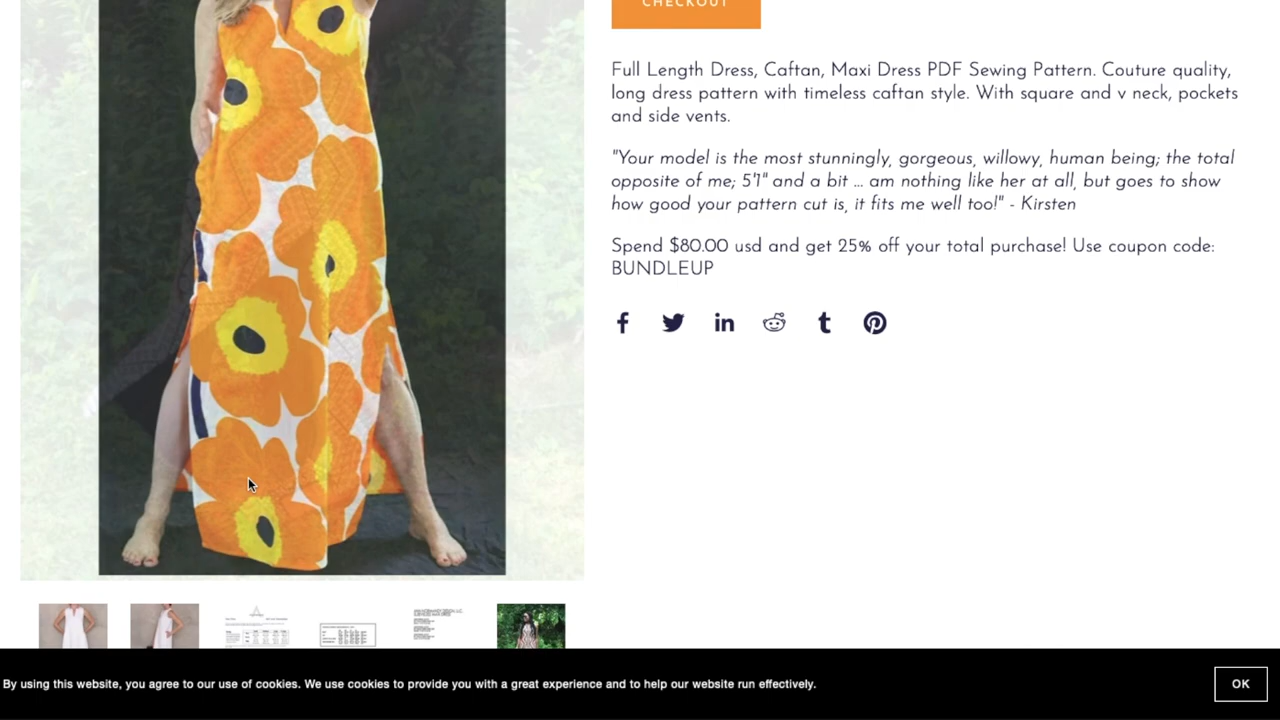 CHECKOUT
Full Length Dress, Caftan, Maxi Dress PDF Sewing Pattern. Couture quality,
long dress pattern with timeless caftan style. With square and v neck, pockets
and side vents.
"Your model is the most stunningly, gorgeous, willowy, human being; the total
opposite of me; 5'1" and a bit ... am nothing like her at all, but goes to show
how good your pattern cut is, it fits me well too!" - Kirsten
Spend $80.00 usd and get 25% off your total purchase! Use coupon code:
BUNDLEUP
By using this website, you agree to our use of cookies. We use cookies to provide you with a great experience and to help our website run effectively.
OK